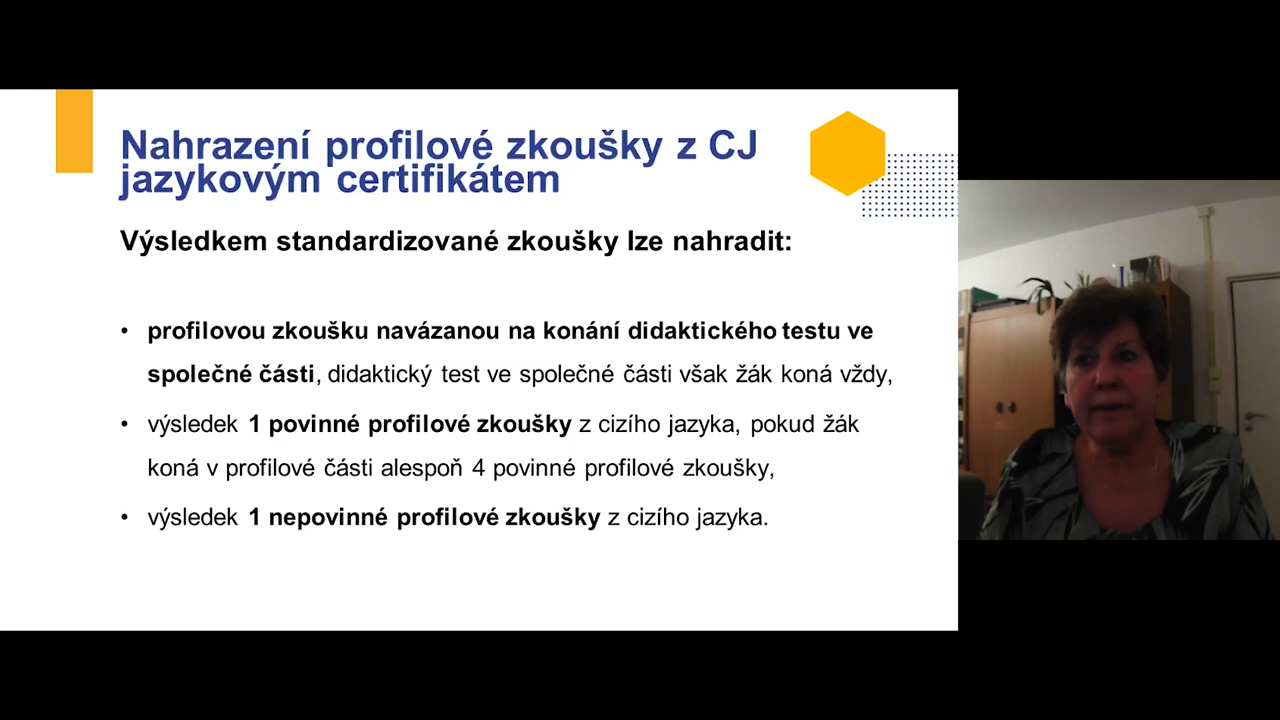 Nahrazení profilové zkoušky z CJ
jazykovým certifikátem
Výsledkem standardizované zkoušky lze nahradit:
• profilovou zkoušku navázanou na konání didaktického testu ve
společné části, didaktický test ve společné části však žák koná vždy,
• výsledek 1 povinné profilové zkoušky z cizího jazyka, pokud žák
koná v profilové části alespoň 4 povinné profilové zkoušky,
• výsledek 1 nepovinné profilové zkoušky z cizího jazyka.